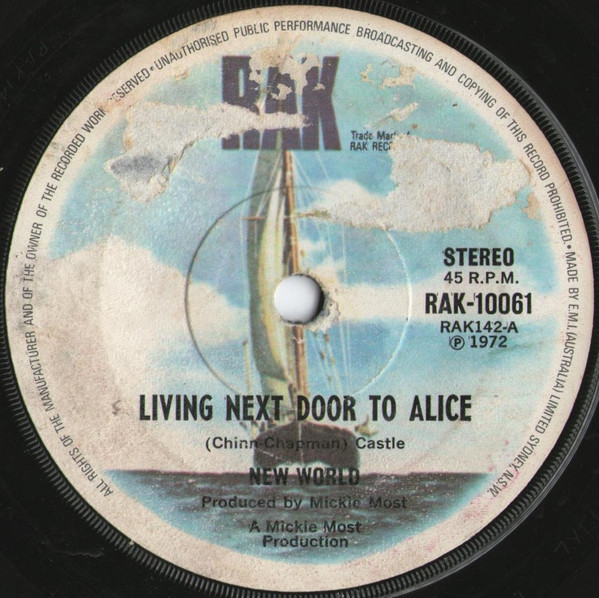 ALL RIGHTS OF THE MANUFACTURER AND OF THE OWNER OF THE RECORDED WORK RESERVED • UNAUTHORISED PUBLIC PERFORMANCE BROADCASTING AND COPYING OF THIS RECORD PROHIBITED. • MADE BY E.M.I. (AUSTRALIA) LIMITED SYDNEY, N.S.W.
RAK
Trade Mark of
RAK
STEREO
45 R.P.M.
RAK-10061
RAK142-A
℗ 1972
LIVING NEXT DOOR TO ALICE
(Chinn-Chapman) Castle
NEW WORLD
Produced by Mickie Most
A Mickie Most
Production